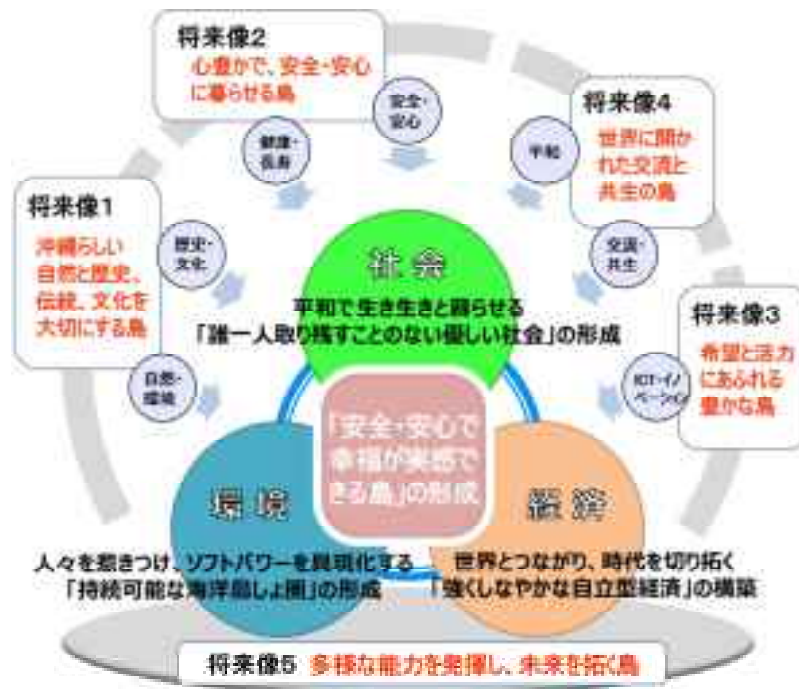 将来像2
心豊かで、安全・安心
に暮らせる島
安全・
安心
将来像4
世界に開か
れた交流と
共生の島
平和
健康・
長寿
将来像1
沖縄らしい
自然と歴史、
伝統、文化を
大切にする島
歴史・
文化
交流・
共生
社会
平和で生き生きと暮らせる
「誰一人取り残すことのない優しい社会」の形成
将来像3
希望と活力
にあふれる
豊かな島
自然・
環境
ICT・イノ
ベーション
「安全・安心で
幸福が実感で
きる島」の形成
環境
経済
人々を惹きつけ、ソフトパワーを具現化する
「持続可能な海洋島しょ圏」の形成
世界とつながり、時代を切り拓く
「強くしなやかな自立型経済」の構築
将来像5 多様な能力を発揮し、未来を拓く島